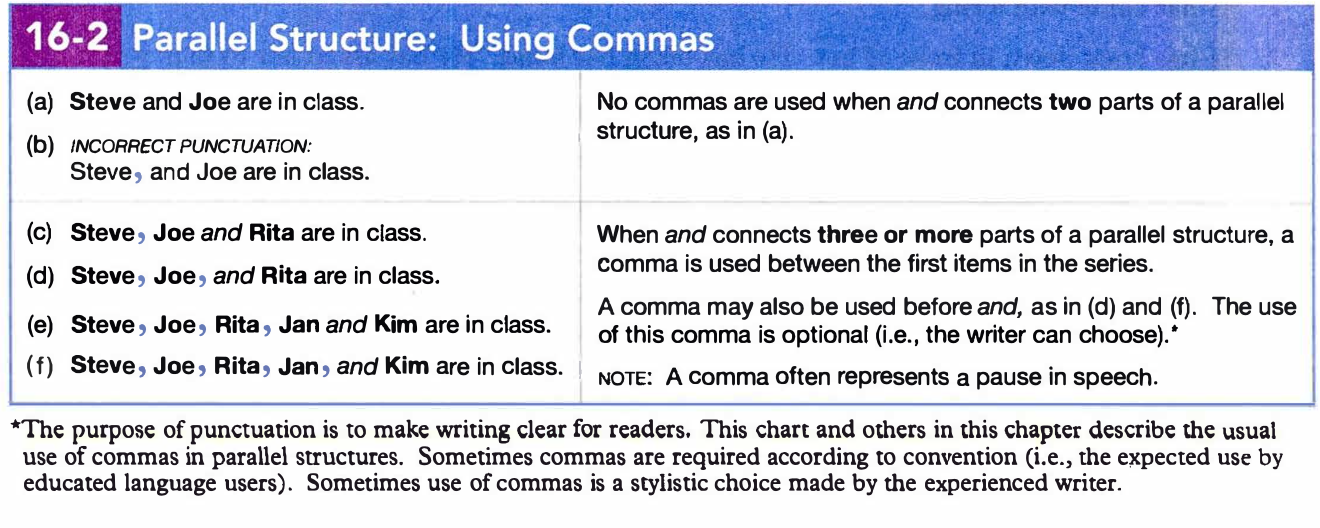 16-2 Parallel Structure: Using Commas
(a) Steve and Joe are in class.
(b) INCORRECT PUNCTUATION:
Steve, and Joe are in class.
No commas are used when and connects two parts of a parallel
structure, as in (a).
(c) Steve, Joe and Rita are in class.
(d) Steve, Joe, and Rita are in class.
(e) Steve, Joe, Rita, Jan and Kim are in class.
(f) Steve, Joe, Rita, Jan, and Kim are in class.
When and connects three or more parts of a parallel structure, a
comma is used between the first items in the series.
A comma may also be used before and, as in (d) and (f). The use
of this comma is optional (i.e., the writer can choose).*
NOTE: A comma often represents a pause in speech.
*The purpose of punctuation is to make writing clear for readers. This chart and others in this chapter describe the usual
use of commas in parallel structures. Sometimes commas are required according to convention (i.e., the expected use by
educated language users). Sometimes use of commas is a stylistic choice made by the experienced writer.